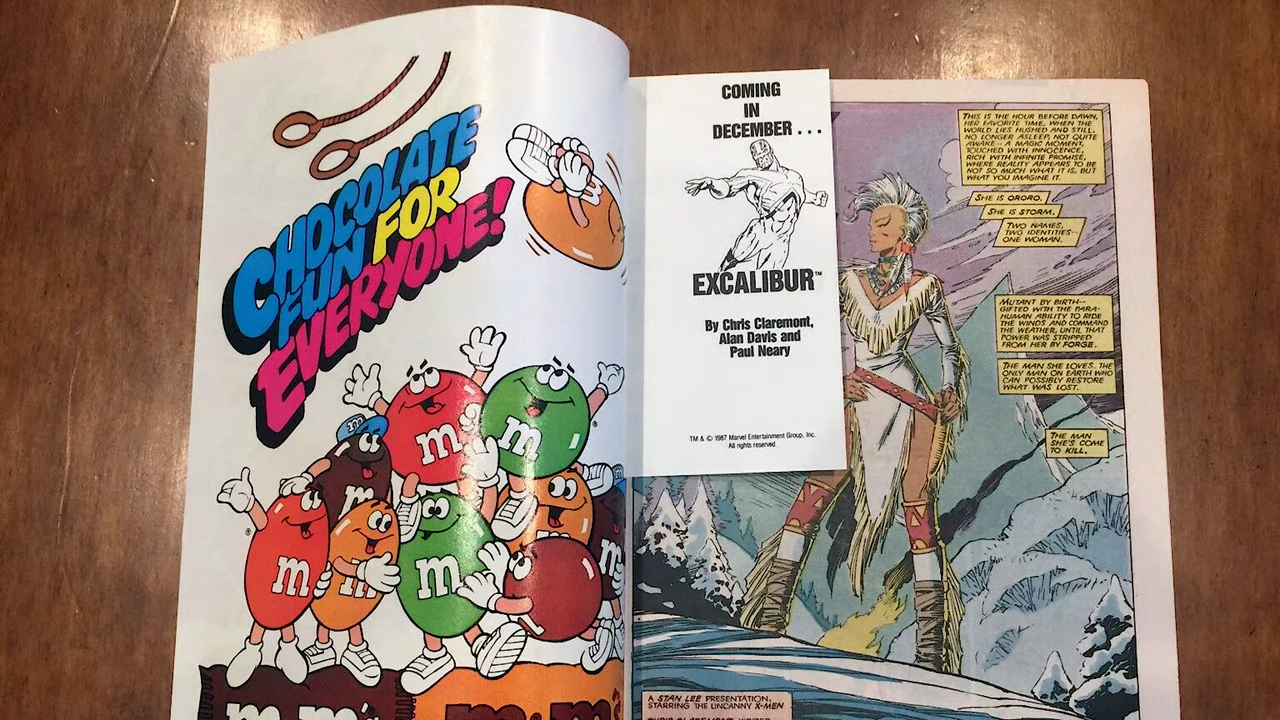 CHOCOLATE
FUN FOR
EVERYONE!
m
m
m
m
m
m
m
m
m&m's
m&m's
COMING
IN
DECEMBER . . .
EXCALIBUR™
By Chris Claremont,
Alan Davis and
Paul Neary
TM & © 1987 Marvel Entertainment Group, Inc.
All rights reserved.
THIS IS THE HOUR BEFORE DAWN,
HER FAVORITE TIME, WHEN THE
WORLD LIES HUSHED AND STILL,
NO LONGER ASLEEP, NOT QUITE
AWAKE-- A MAGIC MOMENT,
TOUCHED WITH INNOCENCE,
RICH WITH INFINITE PROMISE,
WHERE REALITY APPEARS TO BE
NOT SO MUCH WHAT IT IS, BUT
WHAT YOU IMAGINE IT.
SHE IS ORORO.
SHE IS STORM.
TWO NAMES,
TWO IDENTITIES--
ONE WOMAN.
MUTANT BY BIRTH--
GIFTED WITH THE PARA-
HUMAN ABILITY TO RIDE
THE WINDS AND COMMAND
THE WEATHER, UNTIL THAT
POWER WAS STRIPPED
FROM HER BY FORGE.
THE MAN SHE LOVES. THE
ONLY MAN ON EARTH WHO
CAN POSSIBLY RESTORE
WHAT WAS LOST.
THE MAN
SHE'S COME
TO KILL.
A STAN LEE PRESENTATION,
STARRING THE UNCANNY X-MEN